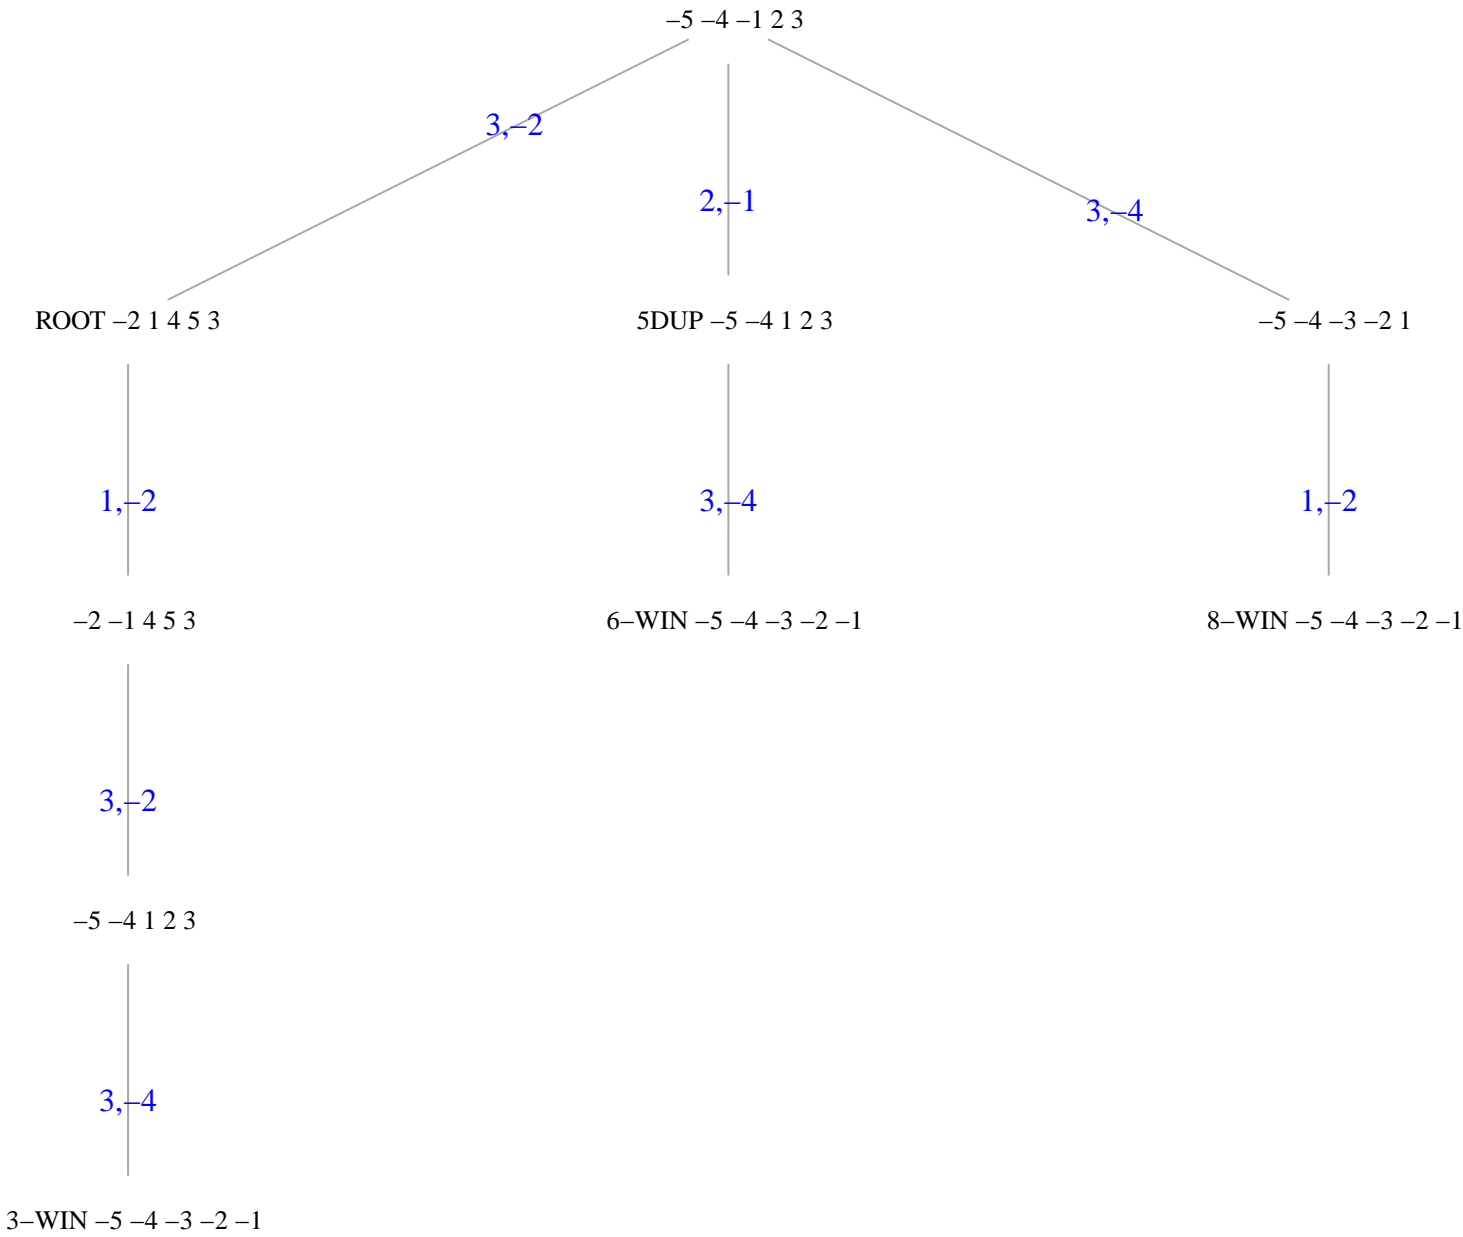 –5 –4 –1 2 3
3,–2
2,–1
3,–4
ROOT –2 1 4 5 3
5DUP –5 –4 1 2 3
–5 –4 –3 –2 1
1,–2
3,–4
1,–2
–2 –1 4 5 3
6–WIN –5 –4 –3 –2 –1
8–WIN –5 –4 –3 –2 –1
3,–2
–5 –4 1 2 3
3,–4
3–WIN –5 –4 –3 –2 –1